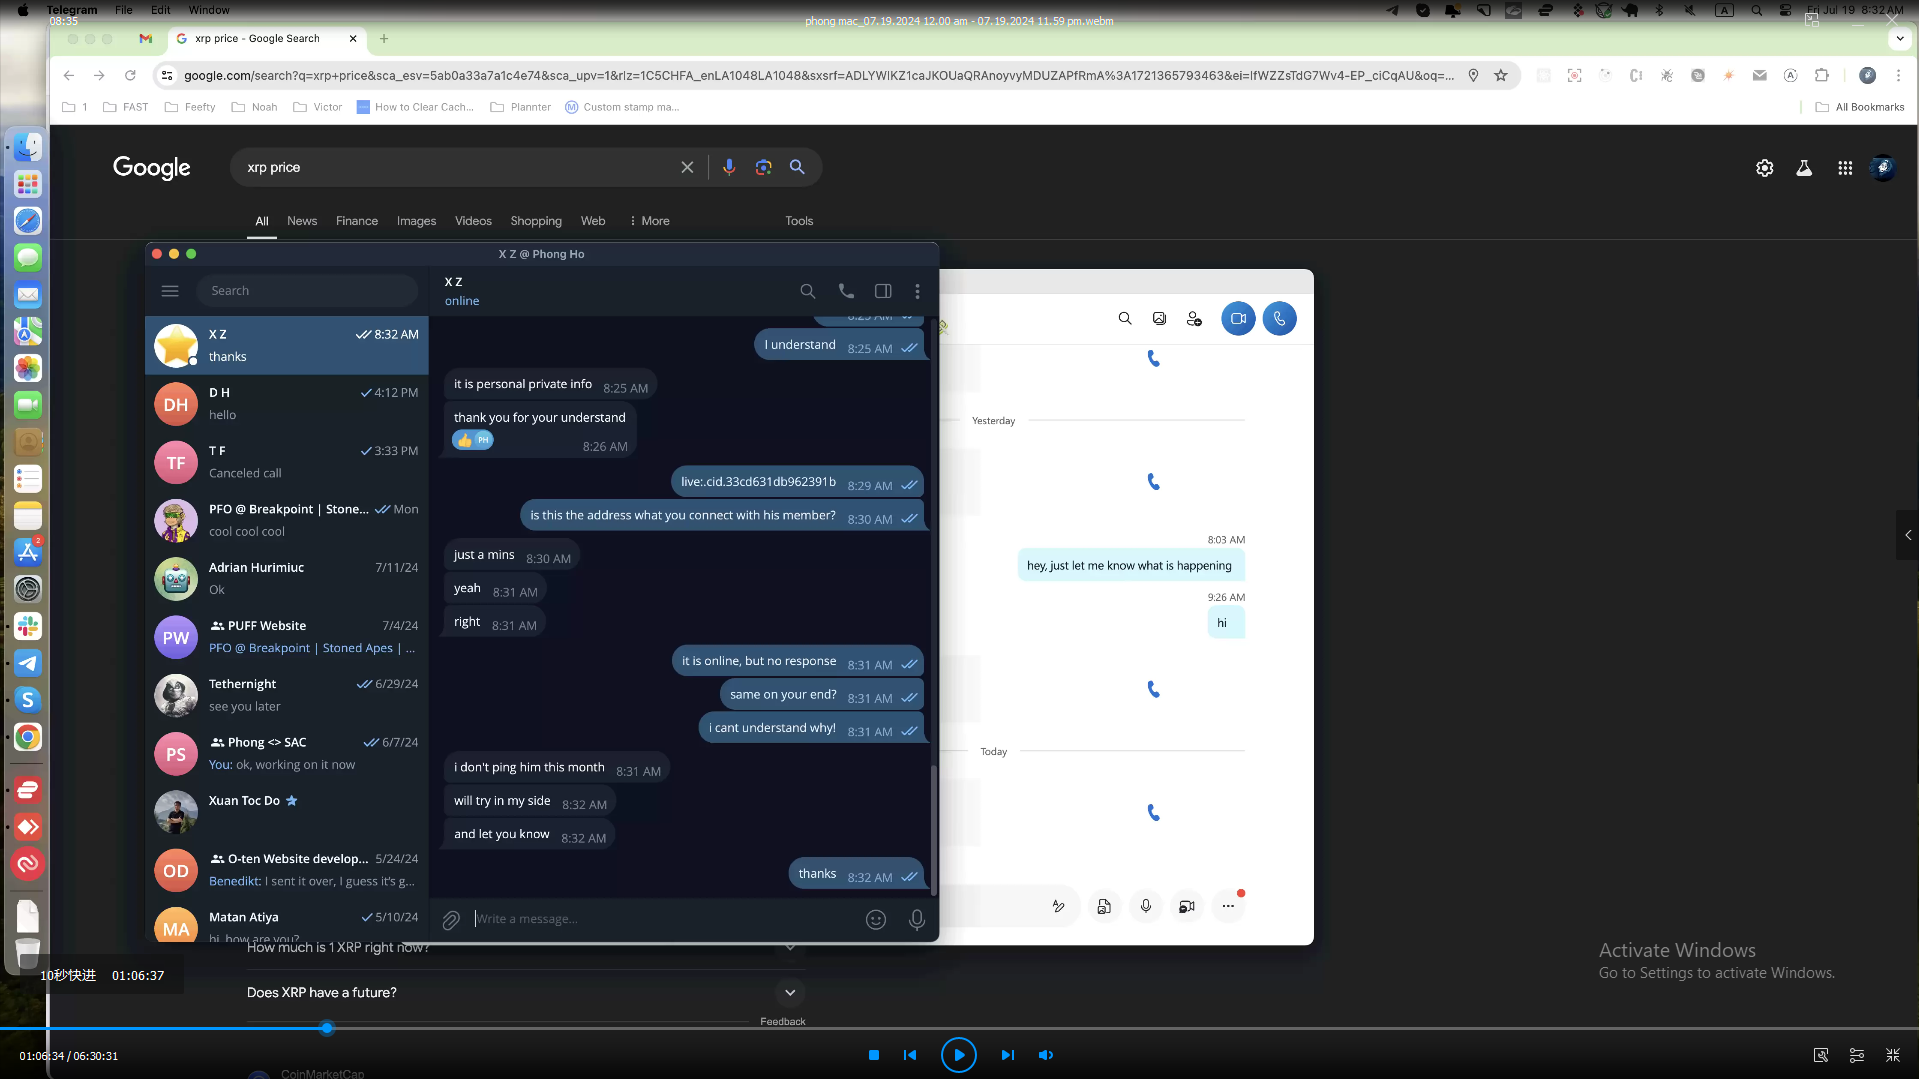 Telegram File Edit Window
Fri Jul 19 8:32 AM
08:35
phong mac_07.19.2024 12.00 am - 07.19.2024 11.59 pm.webm
xrp price - Google Search
google.com/search?q=xrp+price&sca_esv=5ab0a33a7a1c4e74&sca_upv=1&rlz=1C5CHFA_enLA1048LA1048&sxsrf=ADLYWIKZ1caJKOUaQRAnoyvyMDUZAPfRmA%3A1721365793463&ei=IfWZZsTdG7Wv4-EP_ciCqAU&oq=...
1 FAST Feefty Noah Victor How to Clear Cach... Plannter Custom stamp ma...
All Bookmarks
Google
xrp price
All News Finance Images Videos Shopping Web More Tools
X Z @ Phong Ho
Search
X Z
online
X Z 8:32 AM
thanks
DH
D H 4:12 PM
hello
TF
T F 3:33 PM
Canceled call
PFO @ Breakpoint | Stone... Mon
cool cool cool
Adrian Hurimiuc 7/11/24
Ok
PW
PUFF Website 7/4/24
PFO @ Breakpoint | Stoned Apes | ...
Tethernight 6/29/24
see you later
PS
Phong <> SAC 6/7/24
You: ok, working on it now
Xuan Toc Do
OD
O-ten Website develop... 5/24/24
Benedikt: I sent it over, I guess it's g...
MA
Matan Atiya 5/10/24
hi, how are you?
8:25 AM
I understand 8:25 AM
it is personal private info 8:25 AM
thank you for your understand
PH
8:26 AM
live:.cid.33cd631db962391b 8:29 AM
is this the address what you connect with his member? 8:30 AM
just a mins 8:30 AM
yeah 8:31 AM
right 8:31 AM
it is online, but no response 8:31 AM
same on your end? 8:31 AM
i cant understand why! 8:31 AM
i don't ping him this month 8:31 AM
will try in my side 8:32 AM
and let you know 8:32 AM
thanks 8:32 AM
Write a message...
Yesterday
8:03 AM
hey, just let me know what is happening
9:26 AM
hi
Today
How much is 1 XRP right now?
Does XRP have a future?
Feedback
CoinMarketCap
Activate Windows
Go to Settings to activate Windows.
10秒快进 01:06:37
01:06:34 / 06:30:31